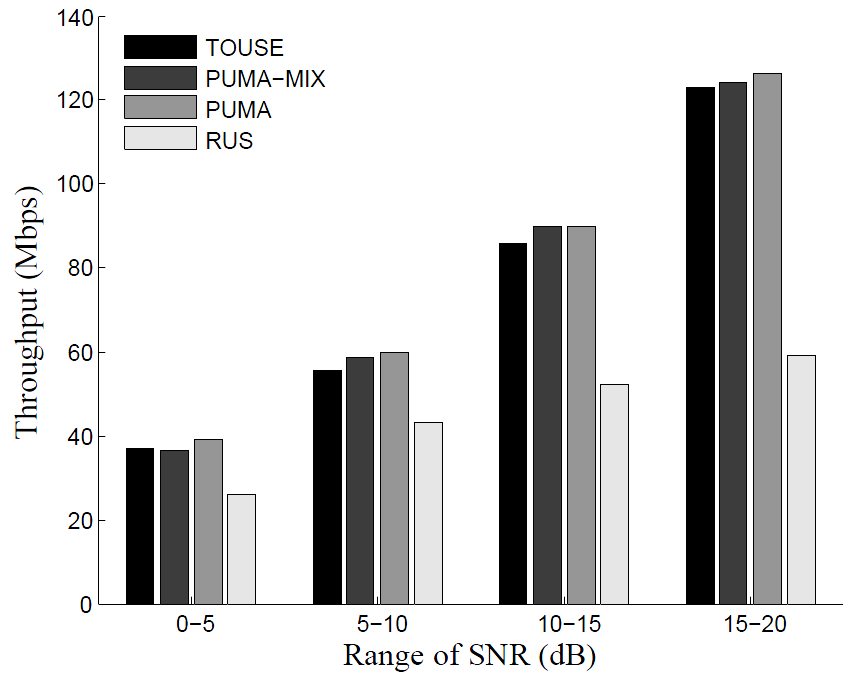 140
120
100
80
60
40
20
0
Throughput (Mbps)
TOUSE
PUMA−MIX
PUMA
RUS
0−5
5−10
10−15
15−20
Range of SNR (dB)